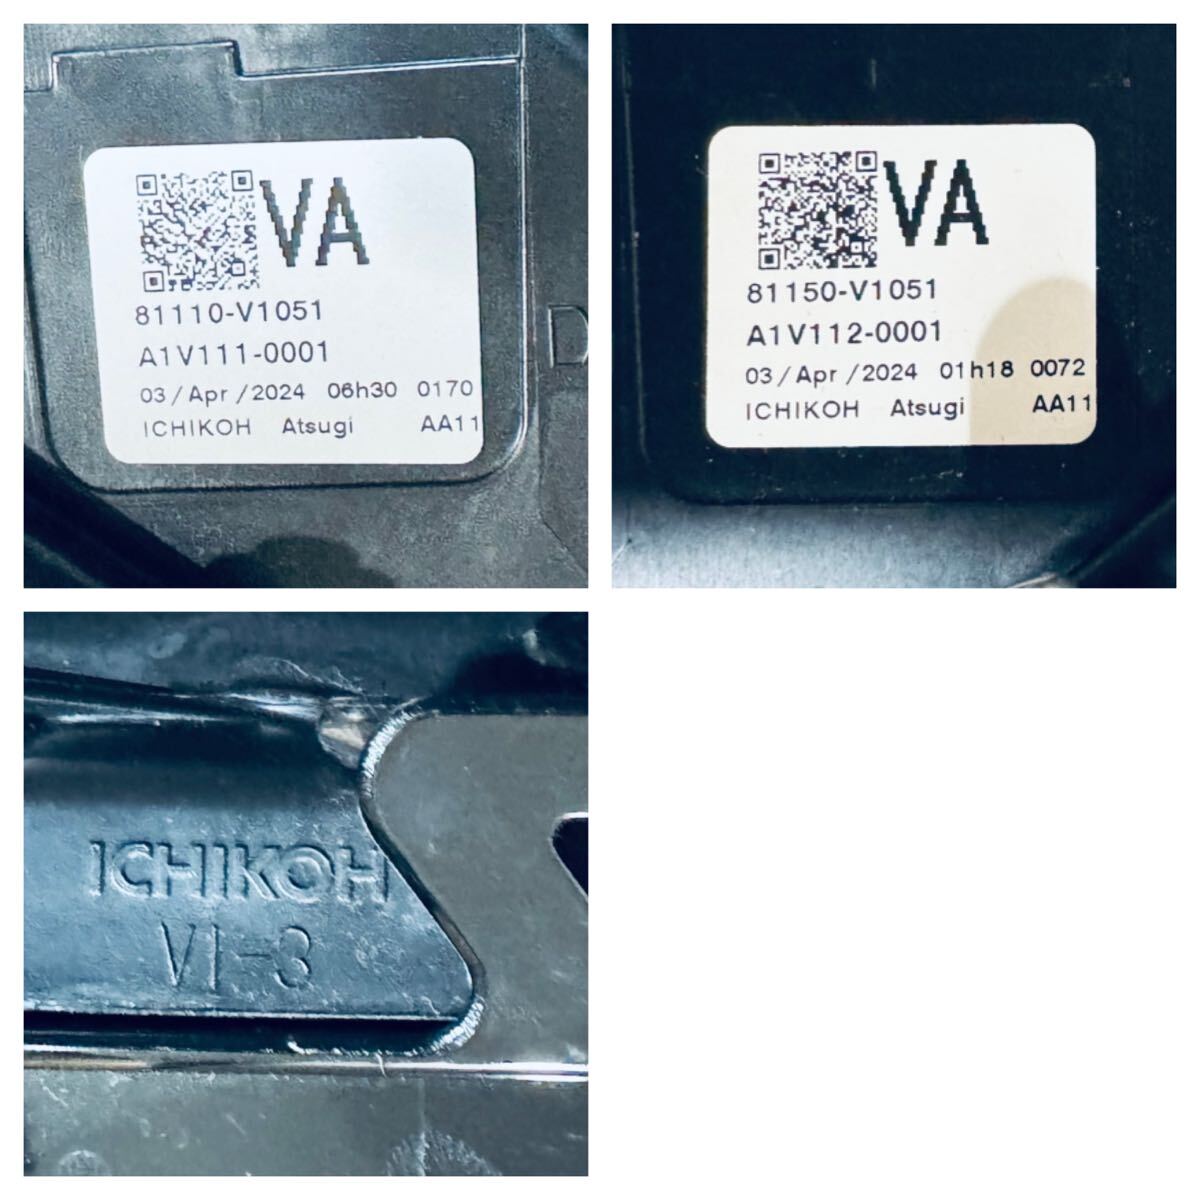 VA
81110-V1051
A1V111-0001
03/Apr/2024 06h30 0170
ICHIKOH Atsugi AA11
D
VA
81150-V1051
A1V112-0001
03/Apr/2024 01h18 0072
ICHIKOH Atsugi AA11
ICHIKOH
VI-3